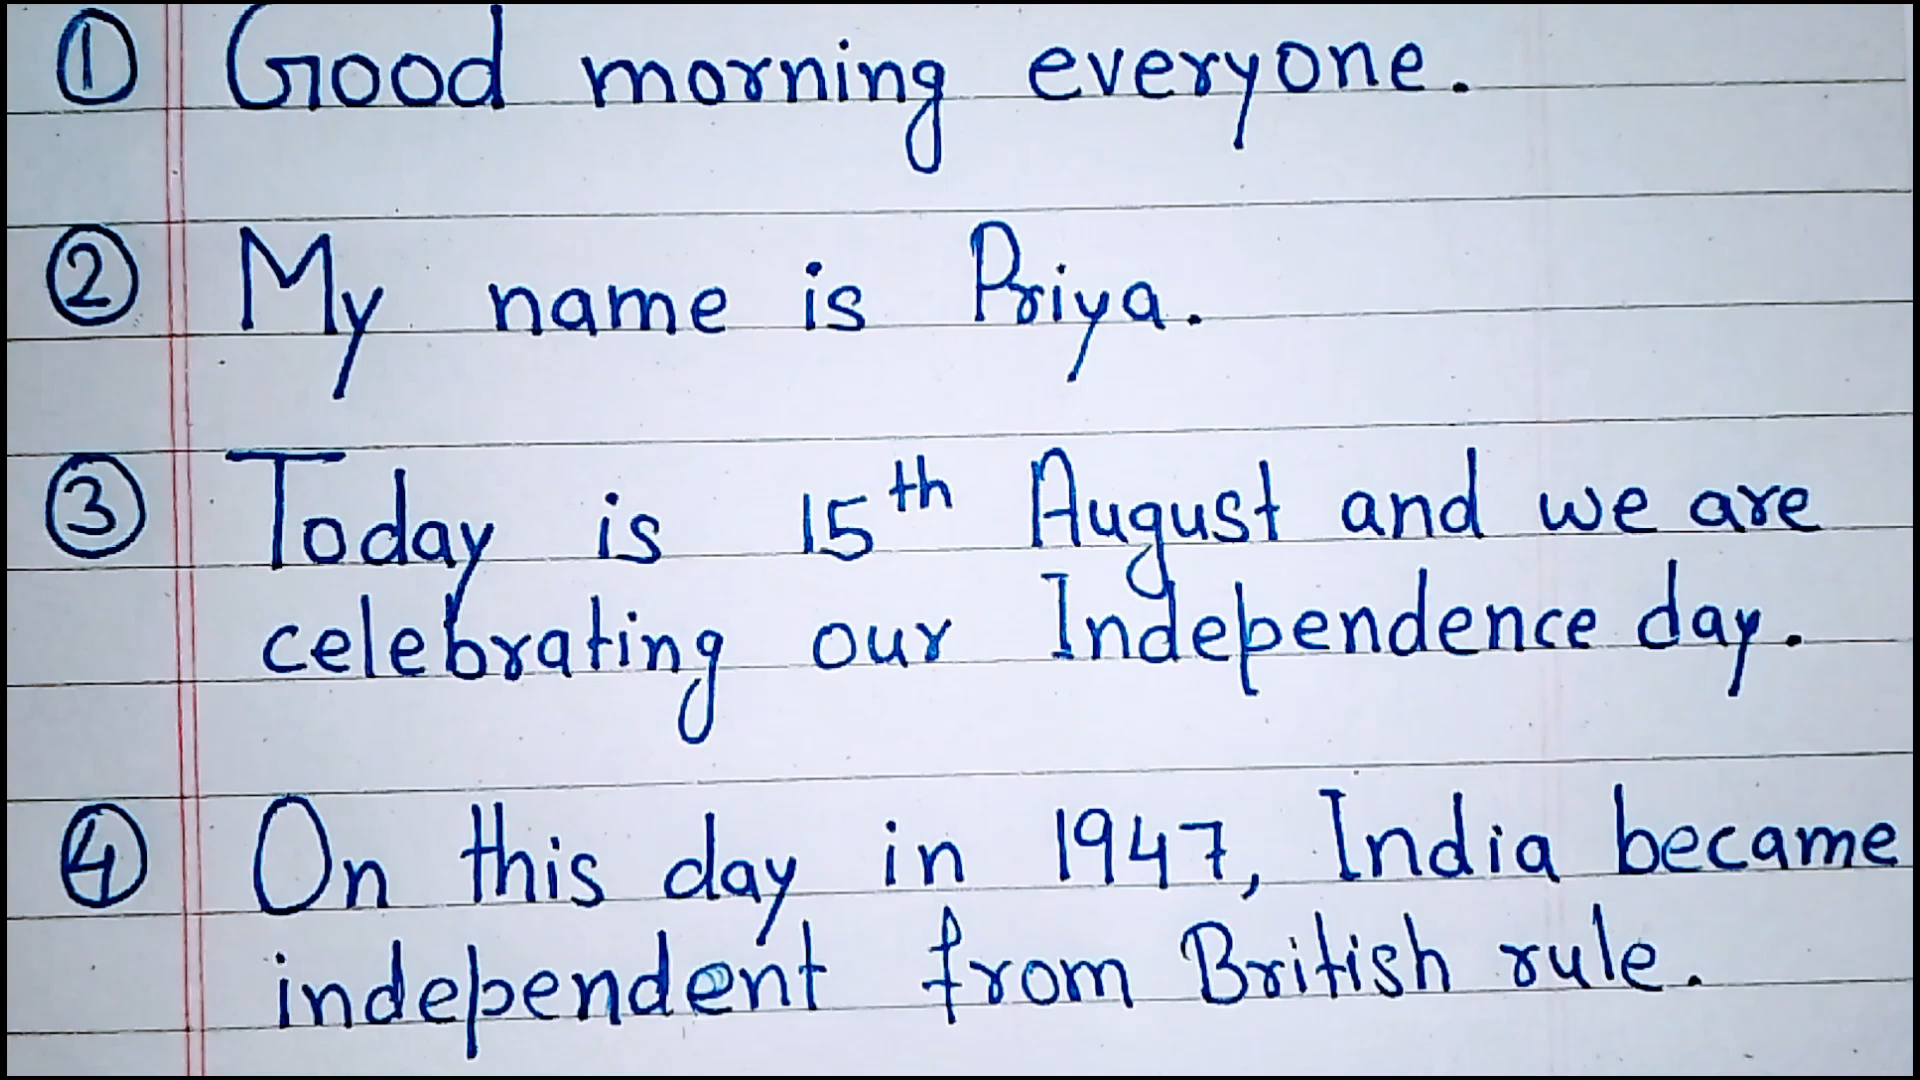 ① Good morning everyone.
② My name is Priya.
③ Today is 15th August and we are
celebrating our Independence day.
④ On this day in 1947, India became
independent from British rule.